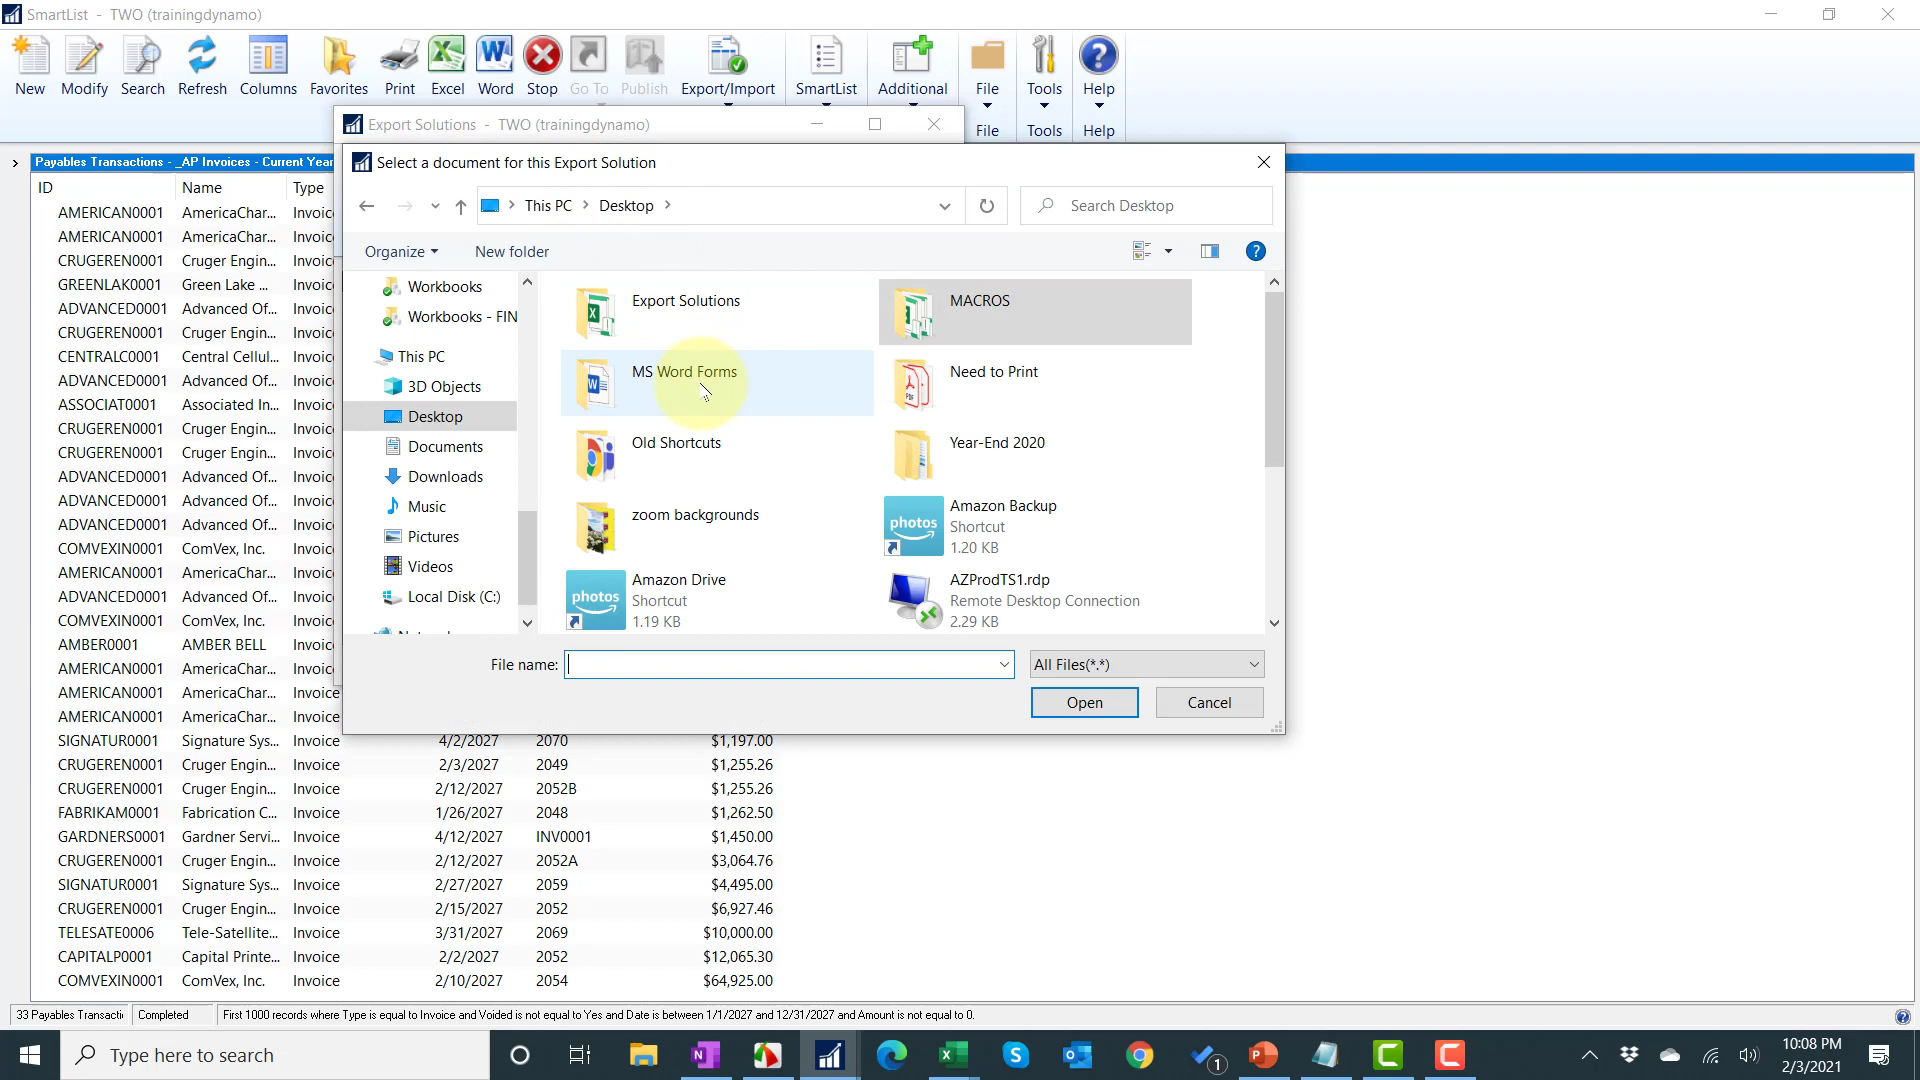 SmartList - TWO (trainingdynamo)
New Modify Search Refresh Columns Favorites Print Excel Word Stop Go To Publish Export/Import SmartList Additional File Tools Help
File Tools Help
Export Solutions - TWO (trainingdynamo)
Select a document for this Export Solution
This PC Desktop
Search Desktop
Organize New folder
Workbooks
Workbooks - FIN
This PC
3D Objects
Desktop
Documents
Downloads
Music
Pictures
Videos
Local Disk (C:)
Export Solutions
MACROS
MS Word Forms
Need to Print
Old Shortcuts
Year-End 2020
zoom backgrounds
photos
Amazon Backup
Shortcut
1.20 KB
photos
Amazon Drive
Shortcut
1.19 KB
AZProdTS1.rdp
Remote Desktop Connection
2.29 KB
File name:
All Files(*.*)
Open Cancel
Payables Transactions - _AP Invoices - Current Year
ID Name Type
AMERICAN0001 AmericaChar... Invoic
AMERICAN0001 AmericaChar... Invoic
CRUGEREN0001 Cruger Engin... Invoic
GREENLAK0001 Green Lake ... Invoic
ADVANCED0001 Advanced Of... Invoic
CRUGEREN0001 Cruger Engin... Invoic
CENTRALC0001 Central Cellul... Invoic
ADVANCED0001 Advanced Of... Invoic
ASSOCIAT0001 Associated In... Invoic
CRUGEREN0001 Cruger Engin... Invoic
CRUGEREN0001 Cruger Engin... Invoic
ADVANCED0001 Advanced Of... Invoic
ADVANCED0001 Advanced Of... Invoic
ADVANCED0001 Advanced Of... Invoic
COMVEXIN0001 ComVex, Inc. Invoic
AMERICAN0001 AmericaChar... Invoic
ADVANCED0001 Advanced Of... Invoic
COMVEXIN0001 ComVex, Inc. Invoic
AMBER0001 AMBER BELL Invoic
AMERICAN0001 AmericaChar... Invoic
AMERICAN0001 AmericaChar... Invoic
AMERICAN0001 AmericaChar... Invoic
SIGNATUR0001 Signature Sys... Invoice 4/2/2027 2070 $1,197.00
CRUGEREN0001 Cruger Engin... Invoice 2/3/2027 2049 $1,255.26
CRUGEREN0001 Cruger Engin... Invoice 2/12/2027 2052B $1,255.26
FABRIKAM0001 Fabrication C... Invoice 1/26/2027 2048 $1,262.50
GARDNERS0001 Gardner Servi... Invoice 4/12/2027 INV0001 $1,450.00
CRUGEREN0001 Cruger Engin... Invoice 2/12/2027 2052A $3,064.76
SIGNATUR0001 Signature Sys... Invoice 2/27/2027 2059 $4,495.00
CRUGEREN0001 Cruger Engin... Invoice 2/15/2027 2052 $6,927.46
TELESATE0006 Tele-Satellite... Invoice 3/31/2027 2069 $10,000.00
CAPITALP0001 Capital Printe... Invoice 2/2/2027 2052 $12,065.30
COMVEXIN0001 ComVex, Inc. Invoice 2/10/2027 2054 $64,925.00
33 Payables Transacti Completed First 1000 records where Type is equal to Invoice and Voided is not equal to Yes and Date is between 1/1/2027 and 12/31/2027 and Amount is not equal to 0.
Type here to search
1
10:08 PM
2/3/2021